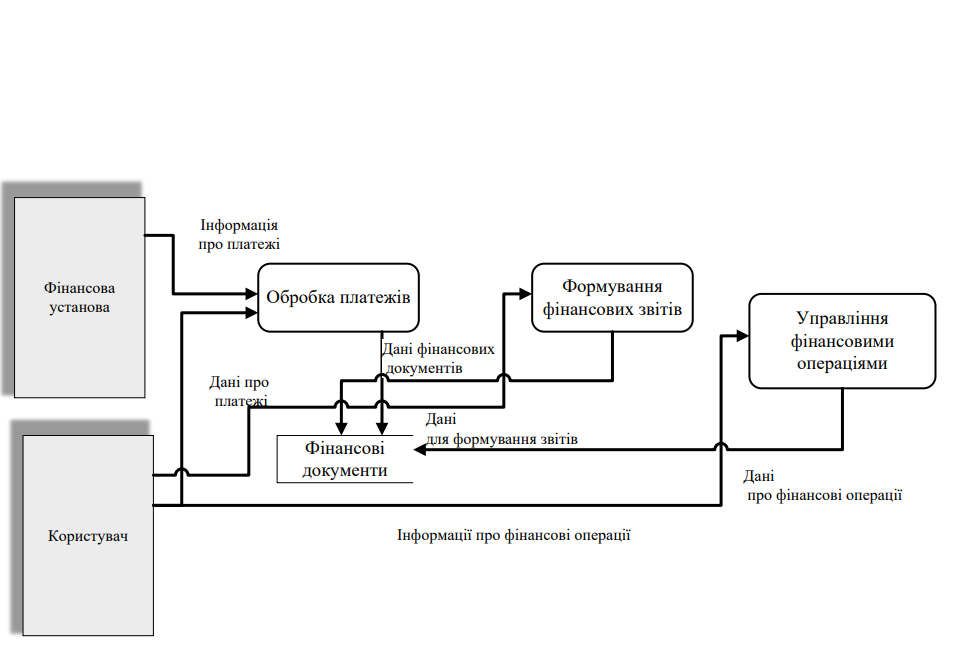 Інформація
про платежі
Фінансова
установа
Обробка платежів
Формування
фінансових звітів
Управління
фінансовими
операціями
Дані фінансових
документів
Дані про
платежі
Дані
для формування звітів
Фінансові
документи
Дані
про фінансові операції
Користувач
Інформації про фінансові операції